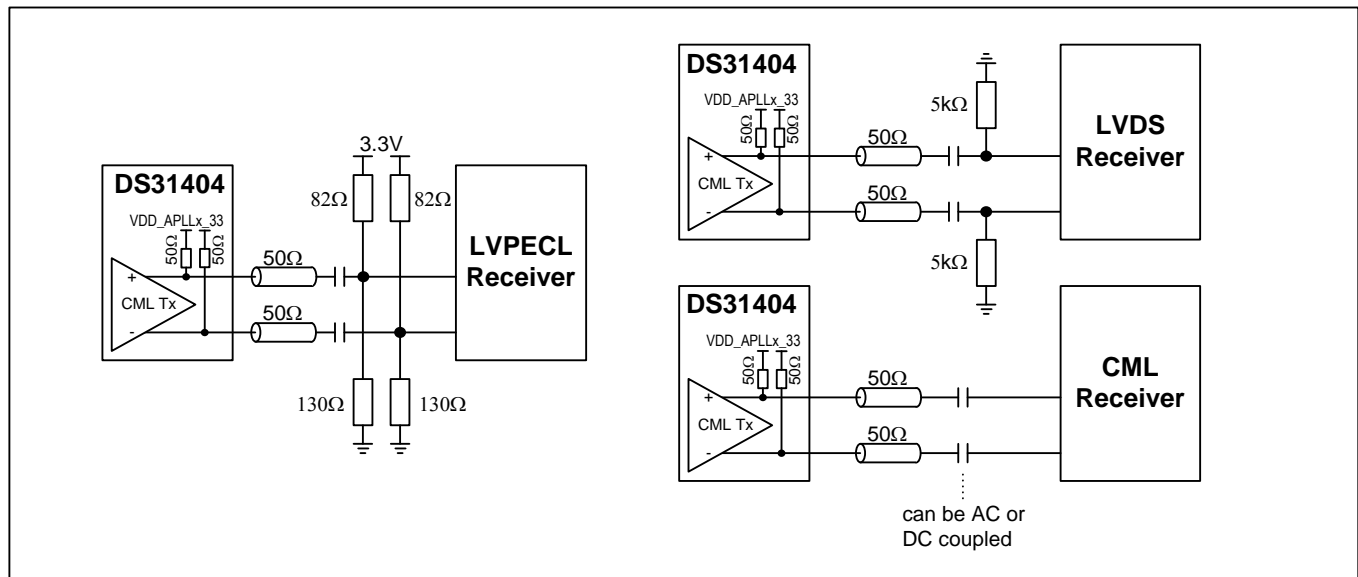 DS31404
VDD_APLLx_33
50Ω
50Ω
+
CML Tx
-
50Ω
50Ω
3.3V
82Ω
82Ω
130Ω
130Ω
LVPECL
Receiver
DS31404
VDD_APLLx_33
50Ω
50Ω
+
CML Tx
-
50Ω
50Ω
5kΩ
5kΩ
LVDS
Receiver
DS31404
VDD_APLLx_33
50Ω
50Ω
+
CML Tx
-
50Ω
50Ω
can be AC or
DC coupled
CML
Receiver